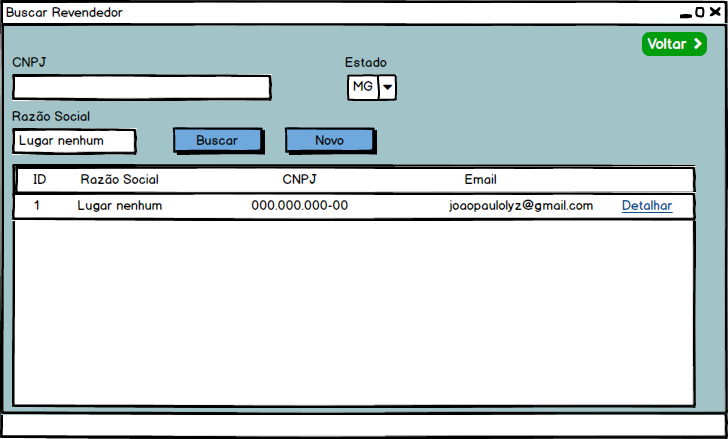 Buscar Revendedor
Voltar
CNPJ Estado
MG
Razão Social
Lugar nenhum Buscar Novo
ID Razão Social CNPJ Email
1 Lugar nenhum 000.000.000-00 joaopaulolyz@gmail.com Detalhar